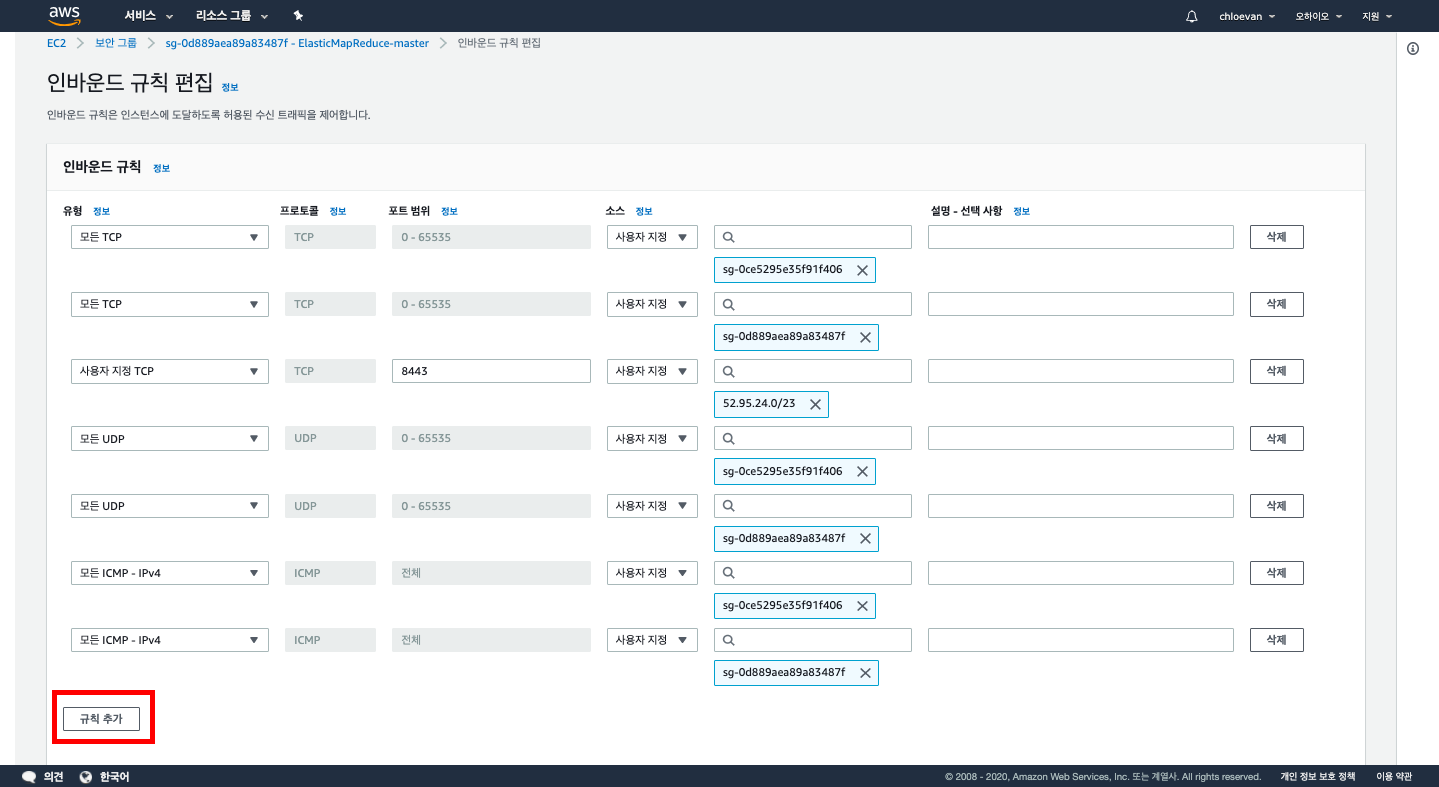 aws 서비스 리소스 그룹 chloevan 오하이오 지원
EC2 보안 그룹 sg-0d889aea89a83487f - ElasticMapReduce-master 인바운드 규칙 편집
인바운드 규칙 편집 정보
인바운드 규칙은 인스턴스에 도달하도록 허용된 수신 트래픽을 제어합니다.
인바운드 규칙 정보
유형 정보 프로토콜 정보 포트 범위 정보 소스 정보 설명 - 선택 사항 정보
모든 TCP TCP 0 - 65535 사용자 지정 삭제
sg-0ce5295e35f91f406
모든 TCP TCP 0 - 65535 사용자 지정 삭제
sg-0d889aea89a83487f
사용자 지정 TCP TCP 8443 사용자 지정 삭제
52.95.24.0/23
모든 UDP UDP 0 - 65535 사용자 지정 삭제
sg-0ce5295e35f91f406
모든 UDP UDP 0 - 65535 사용자 지정 삭제
sg-0d889aea89a83487f
모든 ICMP - IPv4 ICMP 전체 사용자 지정 삭제
sg-0ce5295e35f91f406
모든 ICMP - IPv4 ICMP 전체 사용자 지정 삭제
sg-0d889aea89a83487f
규칙 추가
의견 한국어 © 2008 - 2020, Amazon Web Services, Inc. 또는 계열사. All rights reserved. 개인 정보 보호 정책 이용 약관